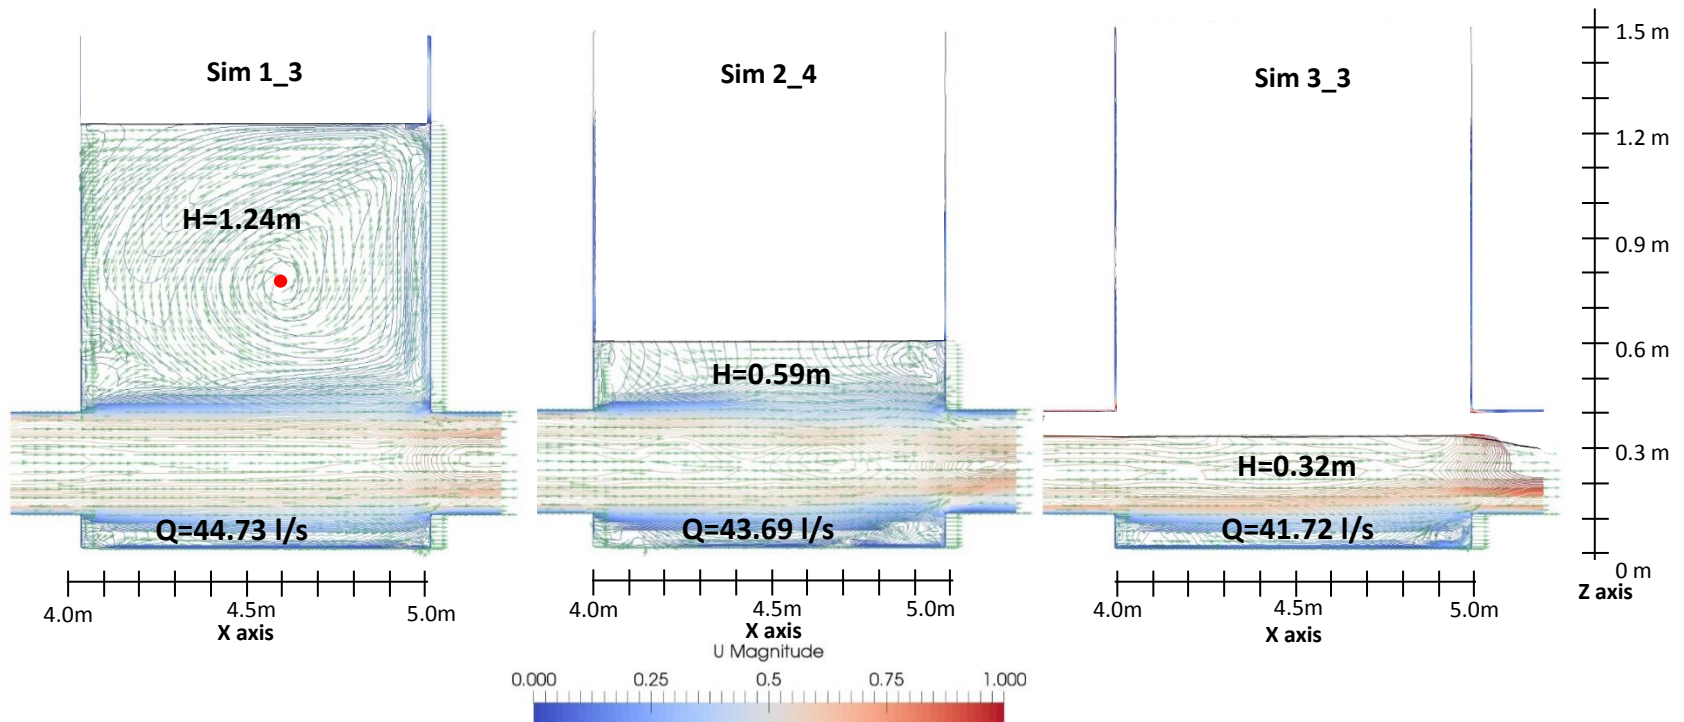 Sim 1_3
Sim 2_4
Sim 3_3
H=1.24m
H=0.59m
H=0.32m
Q=44.73 l/s
Q=43.69 l/s
Q=41.72 l/s
1.5 m
1.2 m
0.9 m
0.6 m
0.3 m
0 m
Z axis
4.0m 4.5m 5.0m
X axis
4.0m 4.5m 5.0m
X axis
4.0m 4.5m 5.0m
X axis
U Magnitude
0.000 0.25 0.5 0.75 1.000